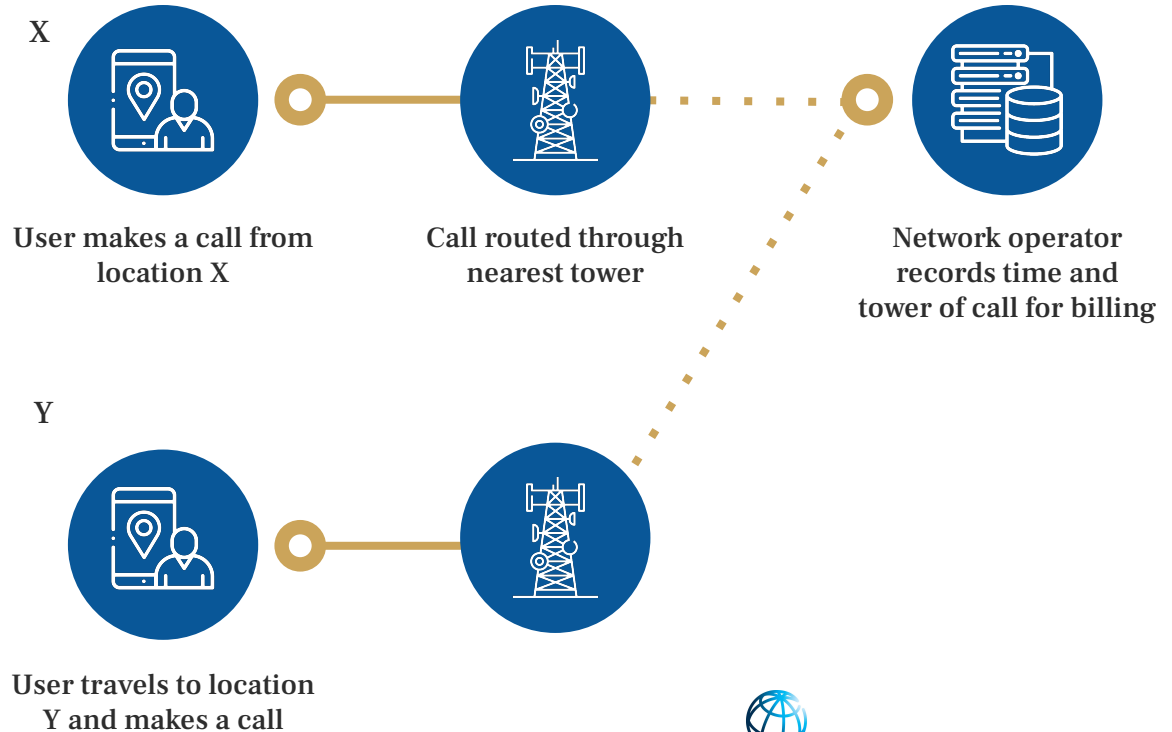 X
User makes a call from
location X
Call routed through
nearest tower
Network operator
records time and
tower of call for billing
Y
User travels to location
Y and makes a call